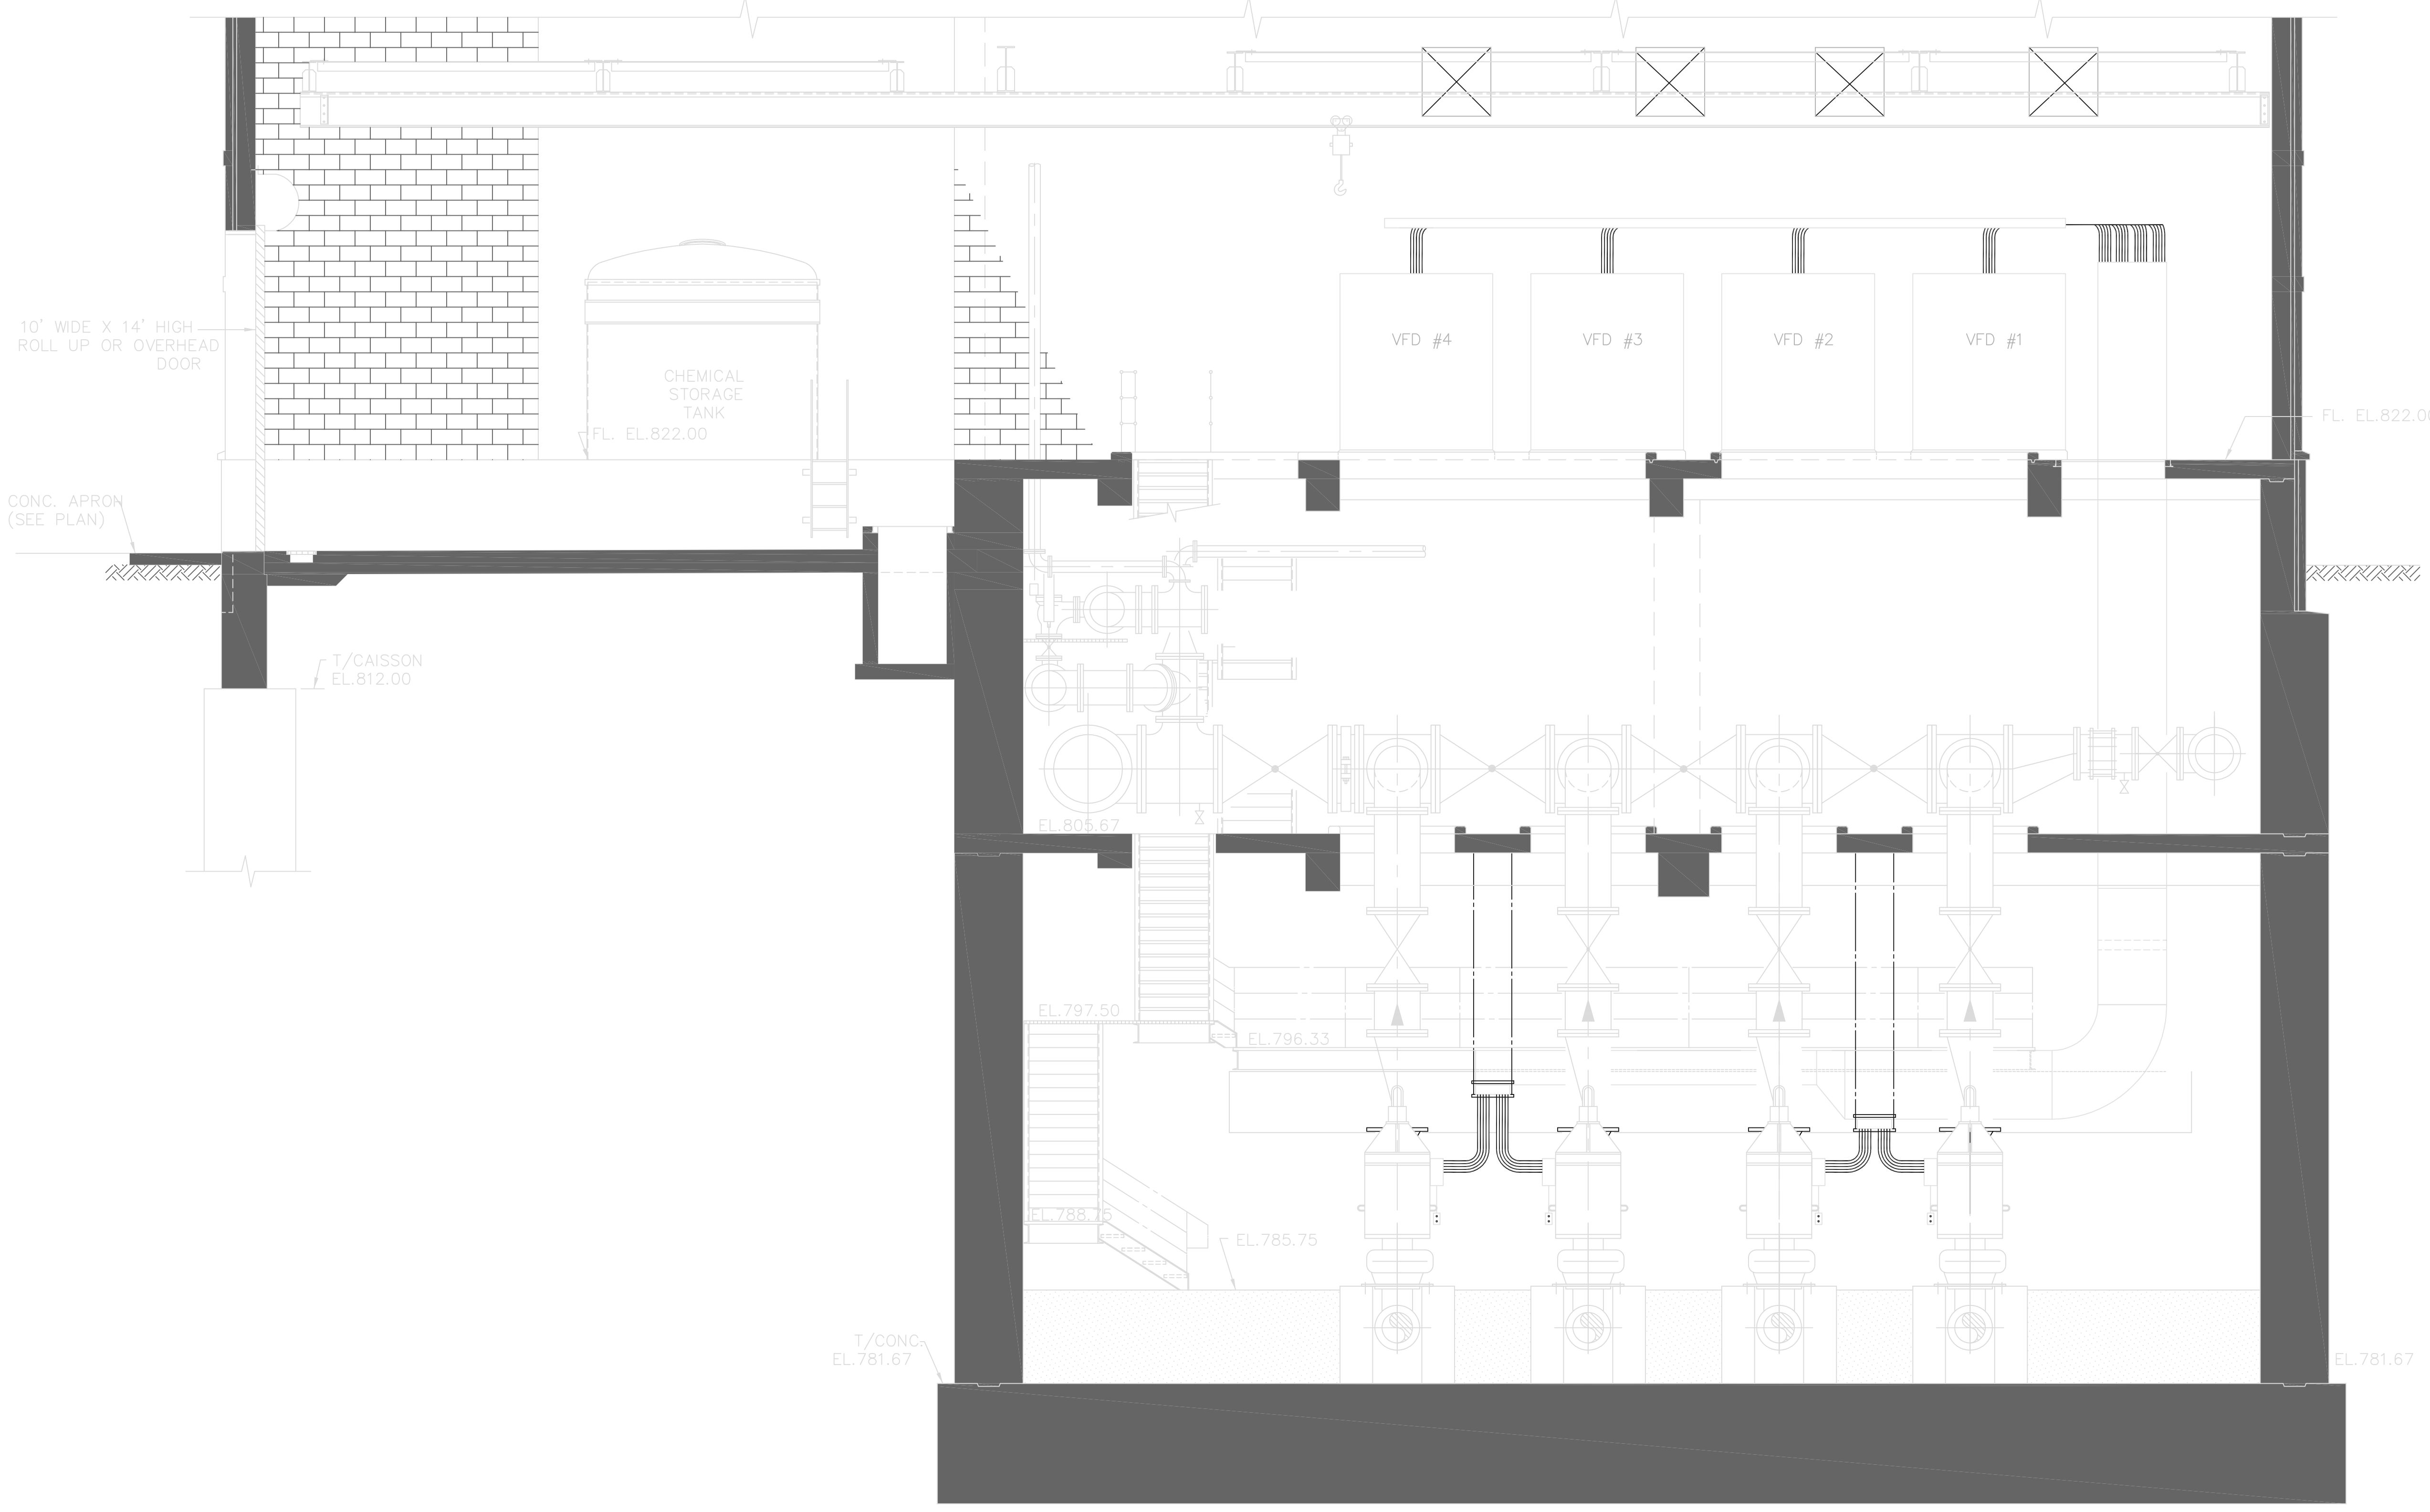 VFD #4
VFD #3
VFD #2
VFD #1
10' WIDE X 14' HIGH
ROLL UP OR OVERHEAD
DOOR
CHEMICAL
STORAGE
TANK
FL. EL.822.00
FL. EL.822.00
CONC. APRON
(SEE PLAN)
T/CAISSON
EL.812.00
EL.805.67
EL.797.50
EL.796.33
EL.788.75
EL.785.75
T/CONC.
EL.781.67
EL.781.67